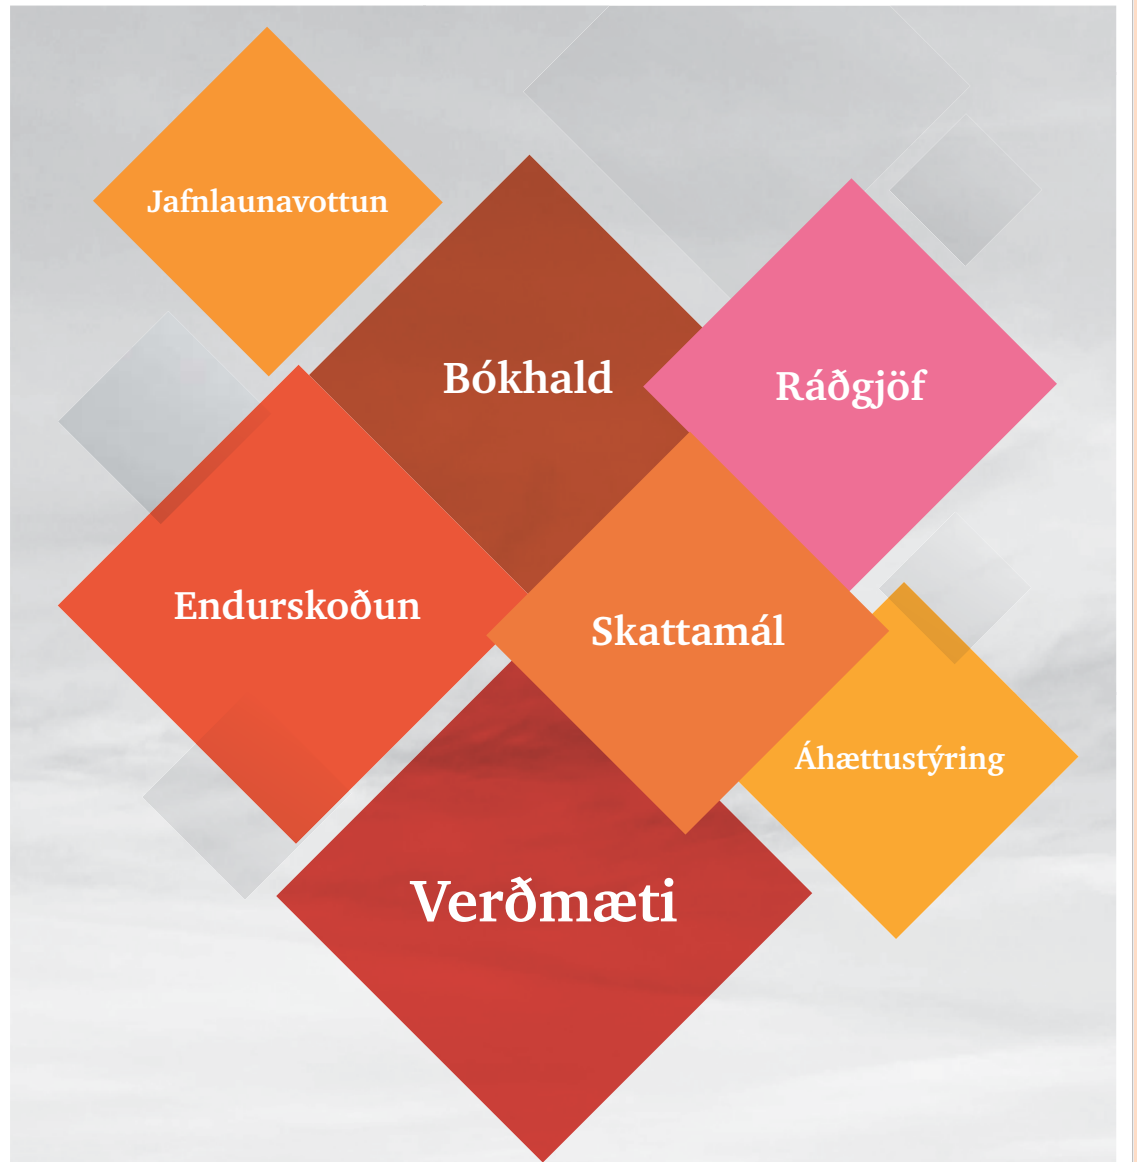 Jafnlaunavottun
Bókhald
Ráðgjöf
Endurskoðun
Skattamál
Áhættustýring
Verðmæti